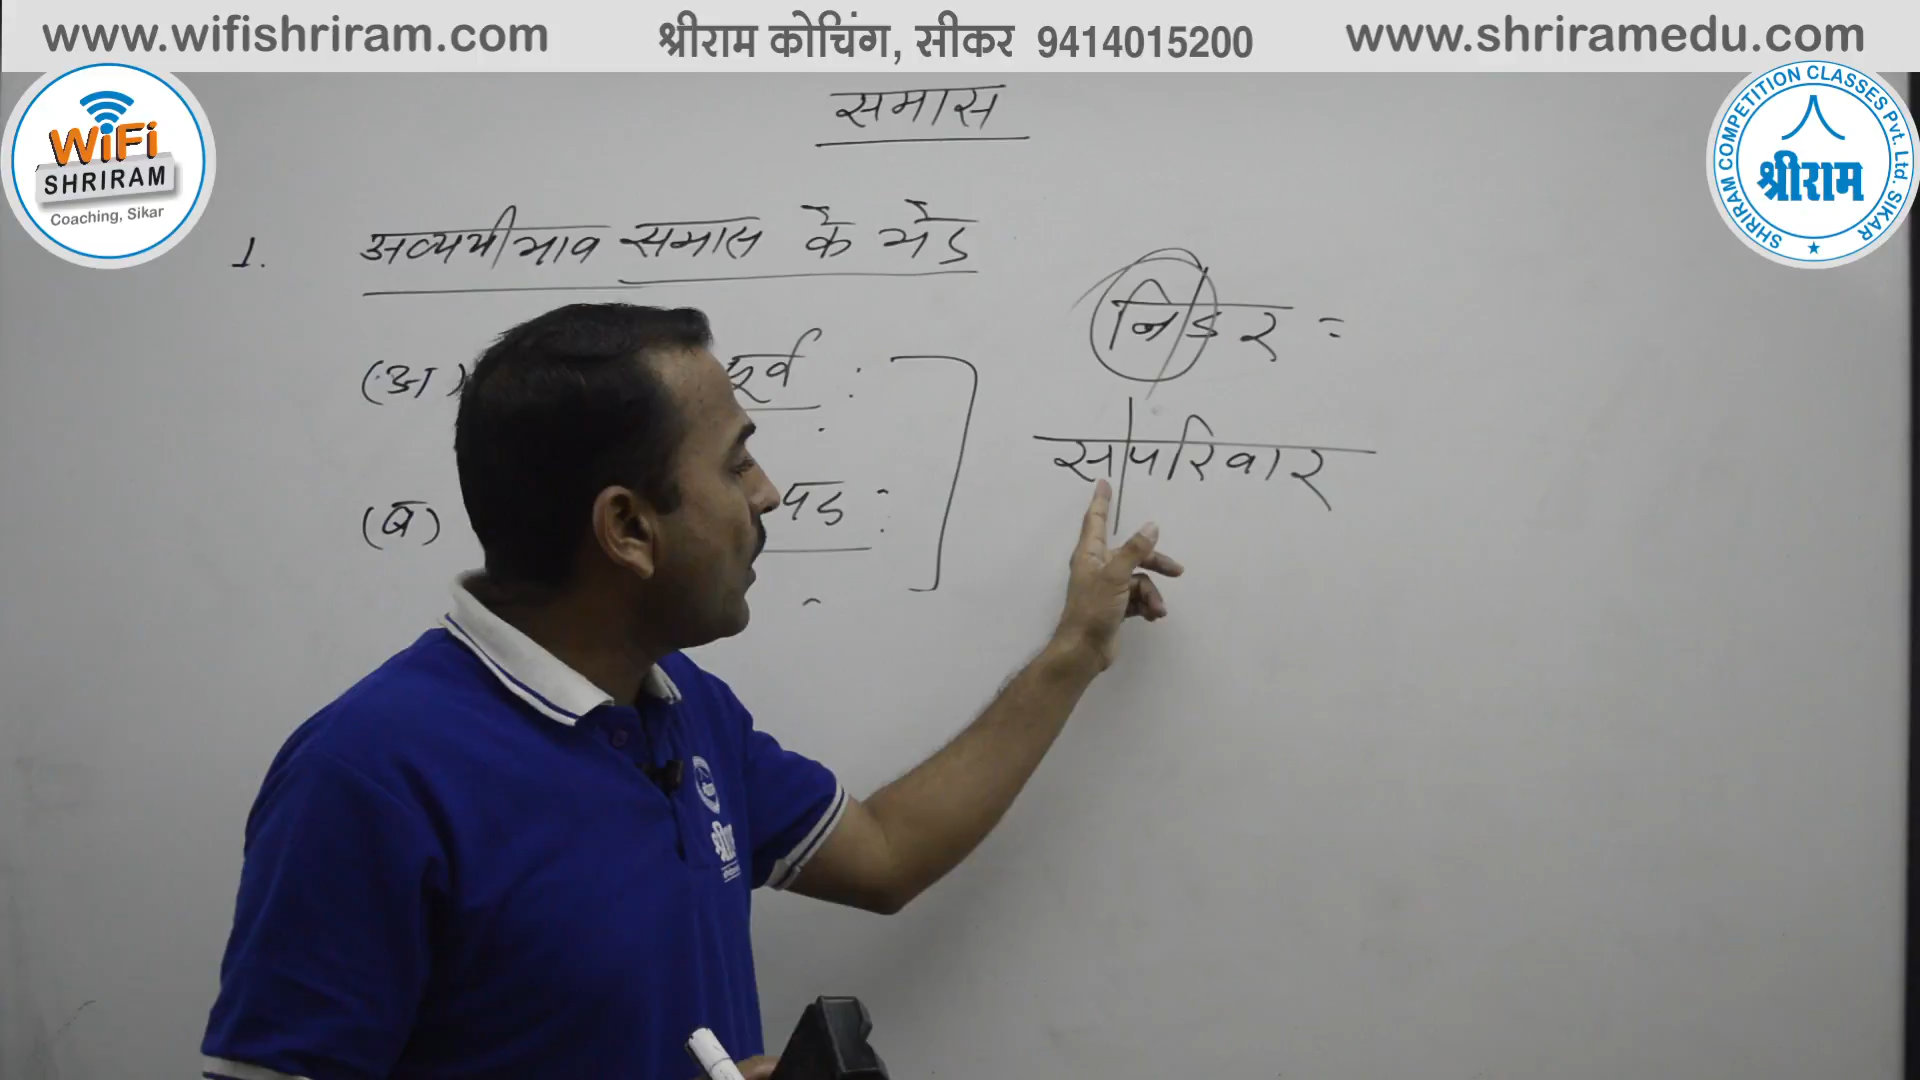 www.wifishriram.com
श्रीराम कोचिंग, सीकर 9414015200
www.shriramedu.com
WiFi
SHRIRAM
Coaching, Sikar
SHRIRAM COMPETITION CLASSES Pvt. Ltd. SIKAR
श्रीराम
समास
1. अव्ययीभाव समास के भेद
(अ) पूर्व :
(ब) पद :
निडर =
सपरिवार
श्रीराम